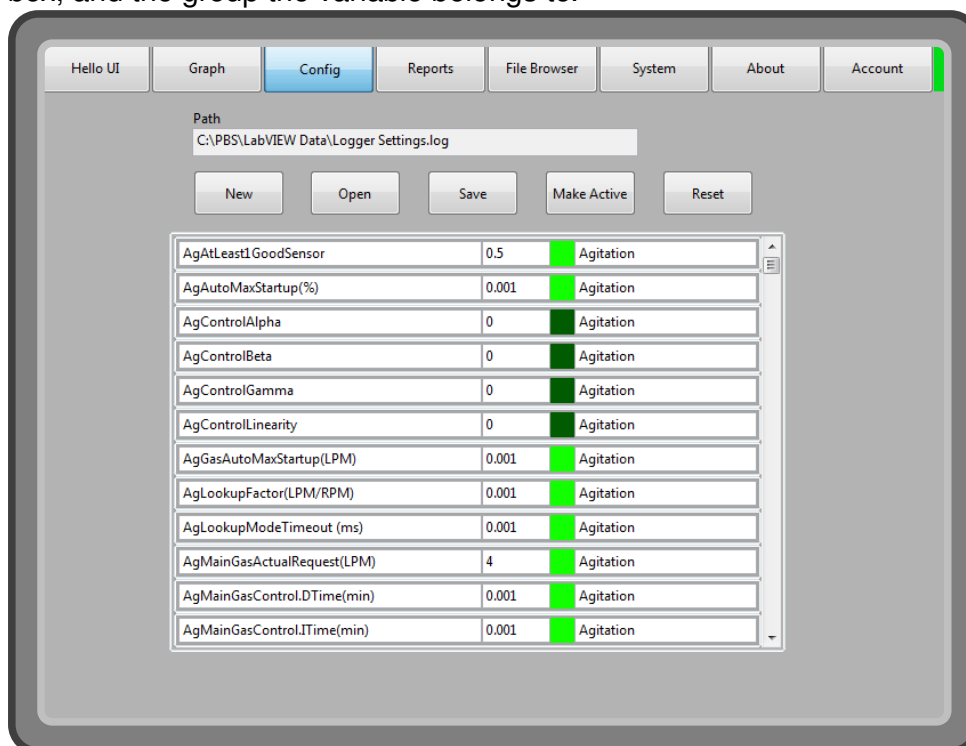 box, and the group the variable belongs to.
Hello UI Graph Config Reports File Browser System About Account
Path
C:\PBS\LabVIEW Data\Logger Settings.log
New Open Save Make Active Reset
AgAtLeast1GoodSensor 0.5 Agitation
AgAutoMaxStartup(%) 0.001 Agitation
AgControlAlpha 0 Agitation
AgControlBeta 0 Agitation
AgControlGamma 0 Agitation
AgControlLinearity 0 Agitation
AgGasAutoMaxStartup(LPM) 0.001 Agitation
AgLookupFactor(LPM/RPM) 0.001 Agitation
AgLookupModeTimeout (ms) 0.001 Agitation
AgMainGasActualRequest(LPM) 4 Agitation
AgMainGasControl.DTime(min) 0.001 Agitation
AgMainGasControl.ITime(min) 0.001 Agitation